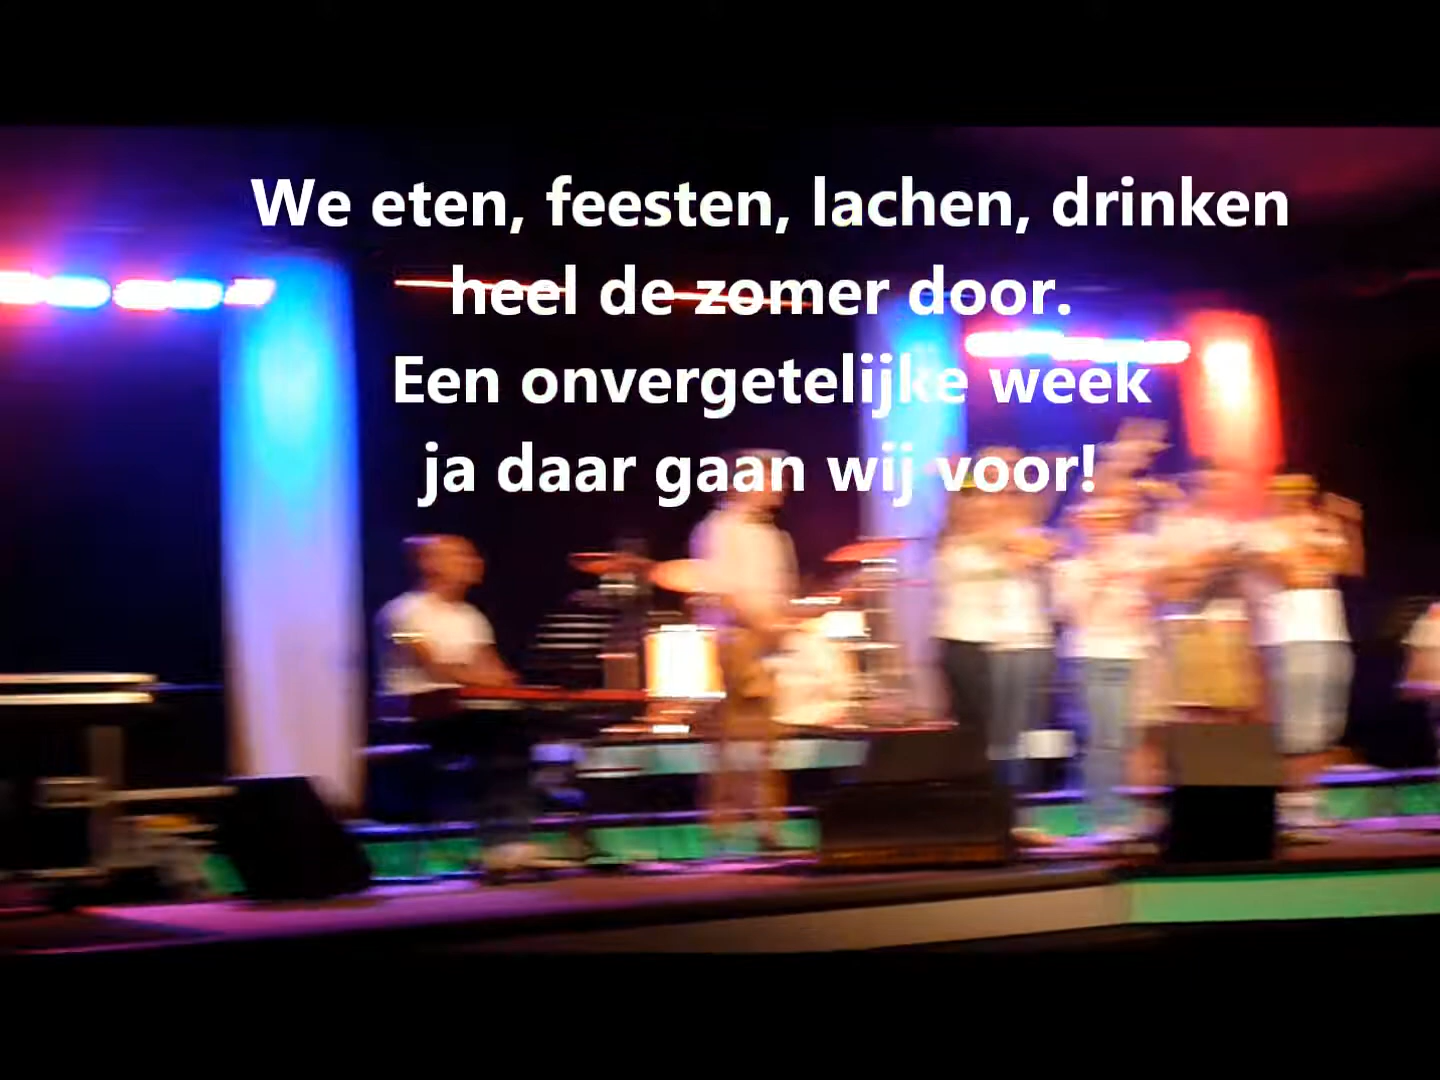 We eten, feesten, lachen, drinken
heel de zomer door.
Een onvergetelijke week
ja daar gaan wij voor!